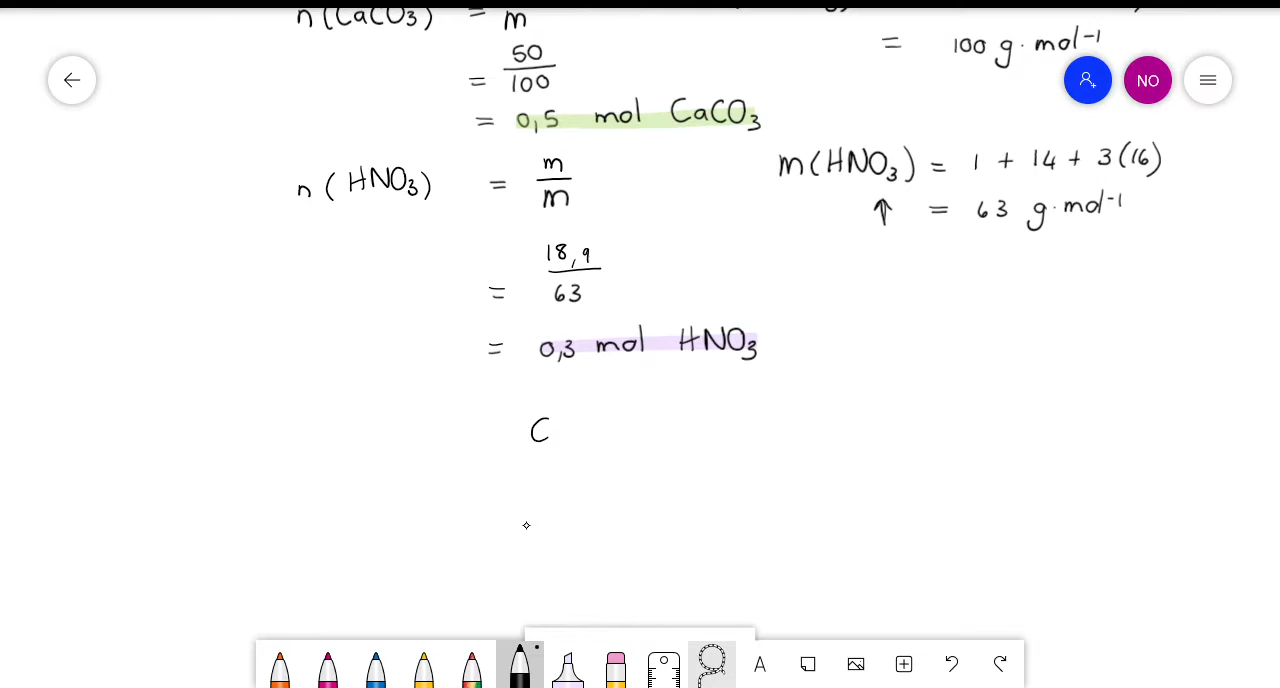 n(CaCO3) = m
= 100 g·mol-1
= 50/100
NO
= 0,5 mol CaCO3
n(HNO3) = m/m
m(HNO3) = 1 + 14 + 3(16)
↑ = 63 g·mol-1
= 18,9/63
= 0,3 mol HNO3
C
A